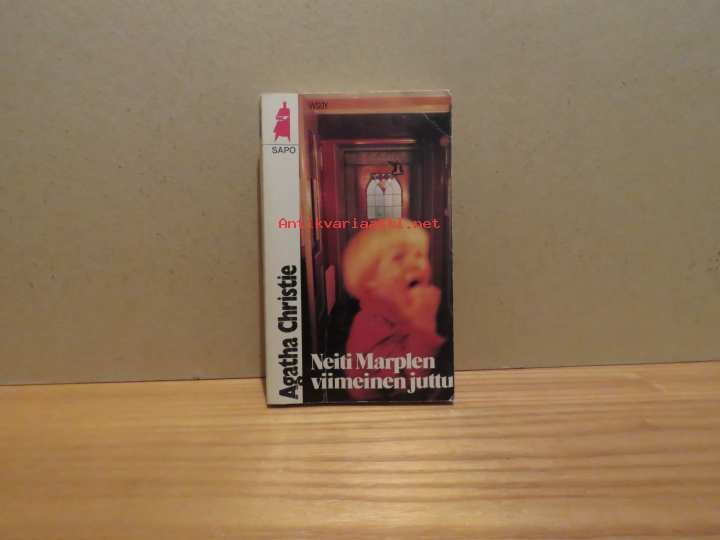 WSOY
SAPO
Antikvariaatti.net
Agatha Christie
Neiti Marplen
viimeinen juttu